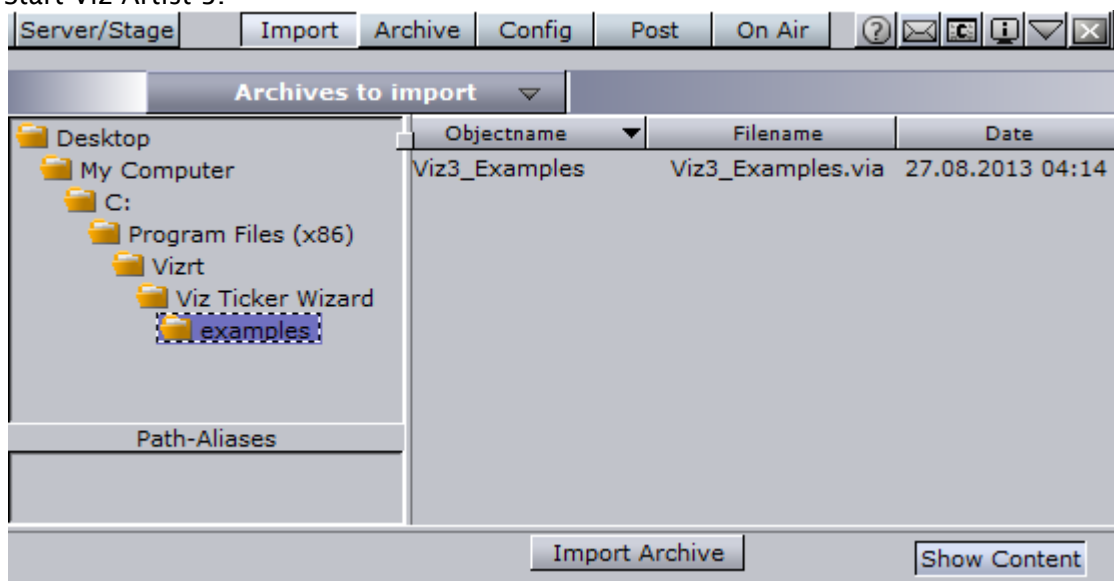 Start Viz Artist 3.
Server/Stage Import Archive Config Post On Air
Archives to import
Desktop
My Computer
C:
Program Files (x86)
Vizrt
Viz Ticker Wizard
examples
Path-Aliases
Objectname Filename Date
Viz3_Examples Viz3_Examples.via 27.08.2013 04:14
Import Archive Show Content